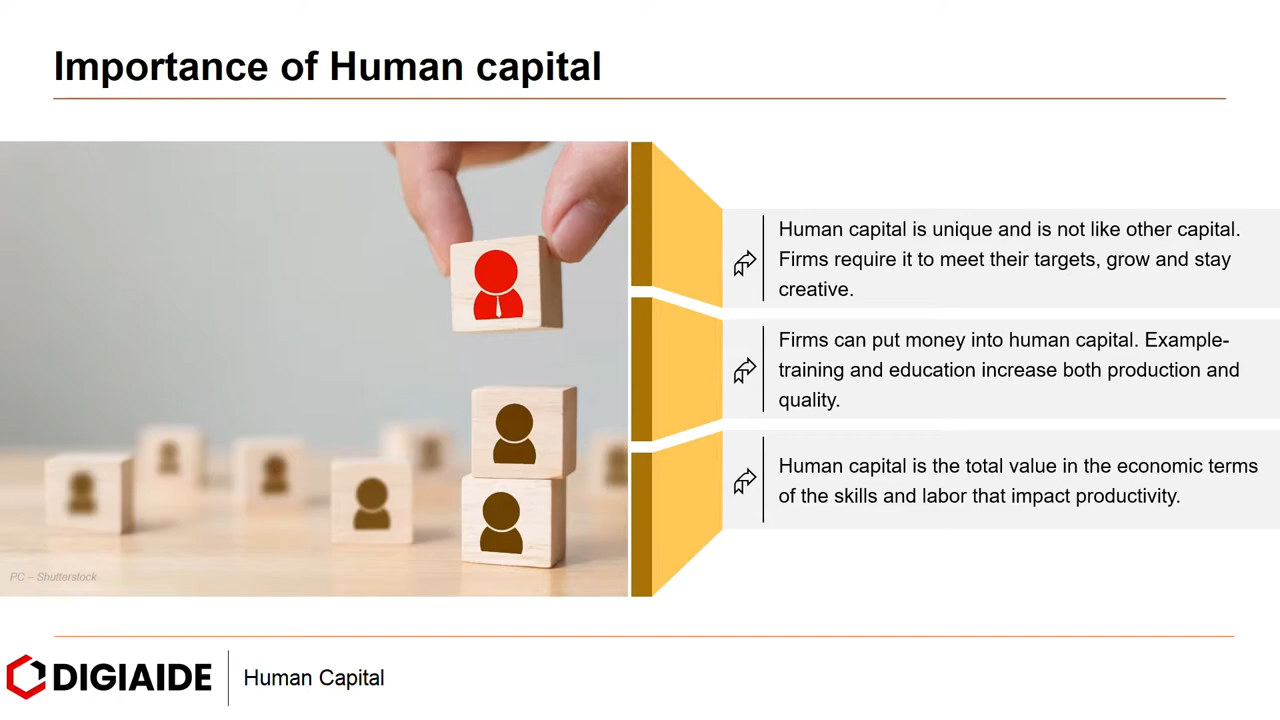 Importance of Human capital
Human capital is unique and is not like other capital.
Firms require it to meet their targets, grow and stay
creative.
Firms can put money into human capital. Example-
training and education increase both production and
quality.
Human capital is the total value in the economic terms
of the skills and labor that impact productivity.
PC – Shutterstock
DIGIAIDE
Human Capital